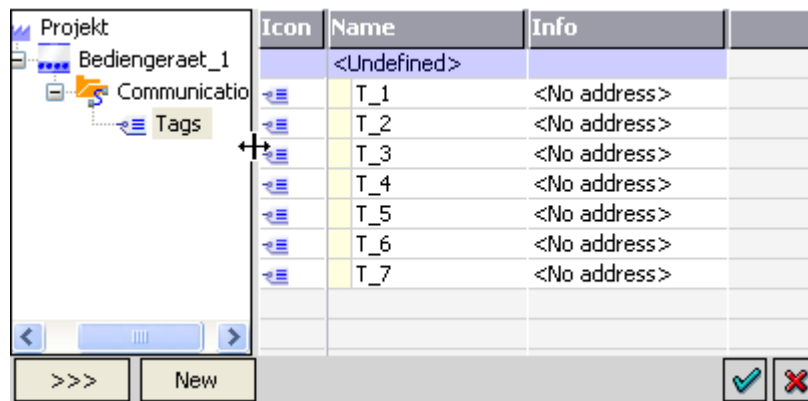 Projekt
Bediengeraet_1
Communicatio
Tags
Icon Name Info
<Undefined>
T_1 <No address>
T_2 <No address>
T_3 <No address>
T_4 <No address>
T_5 <No address>
T_6 <No address>
T_7 <No address>
>>> New